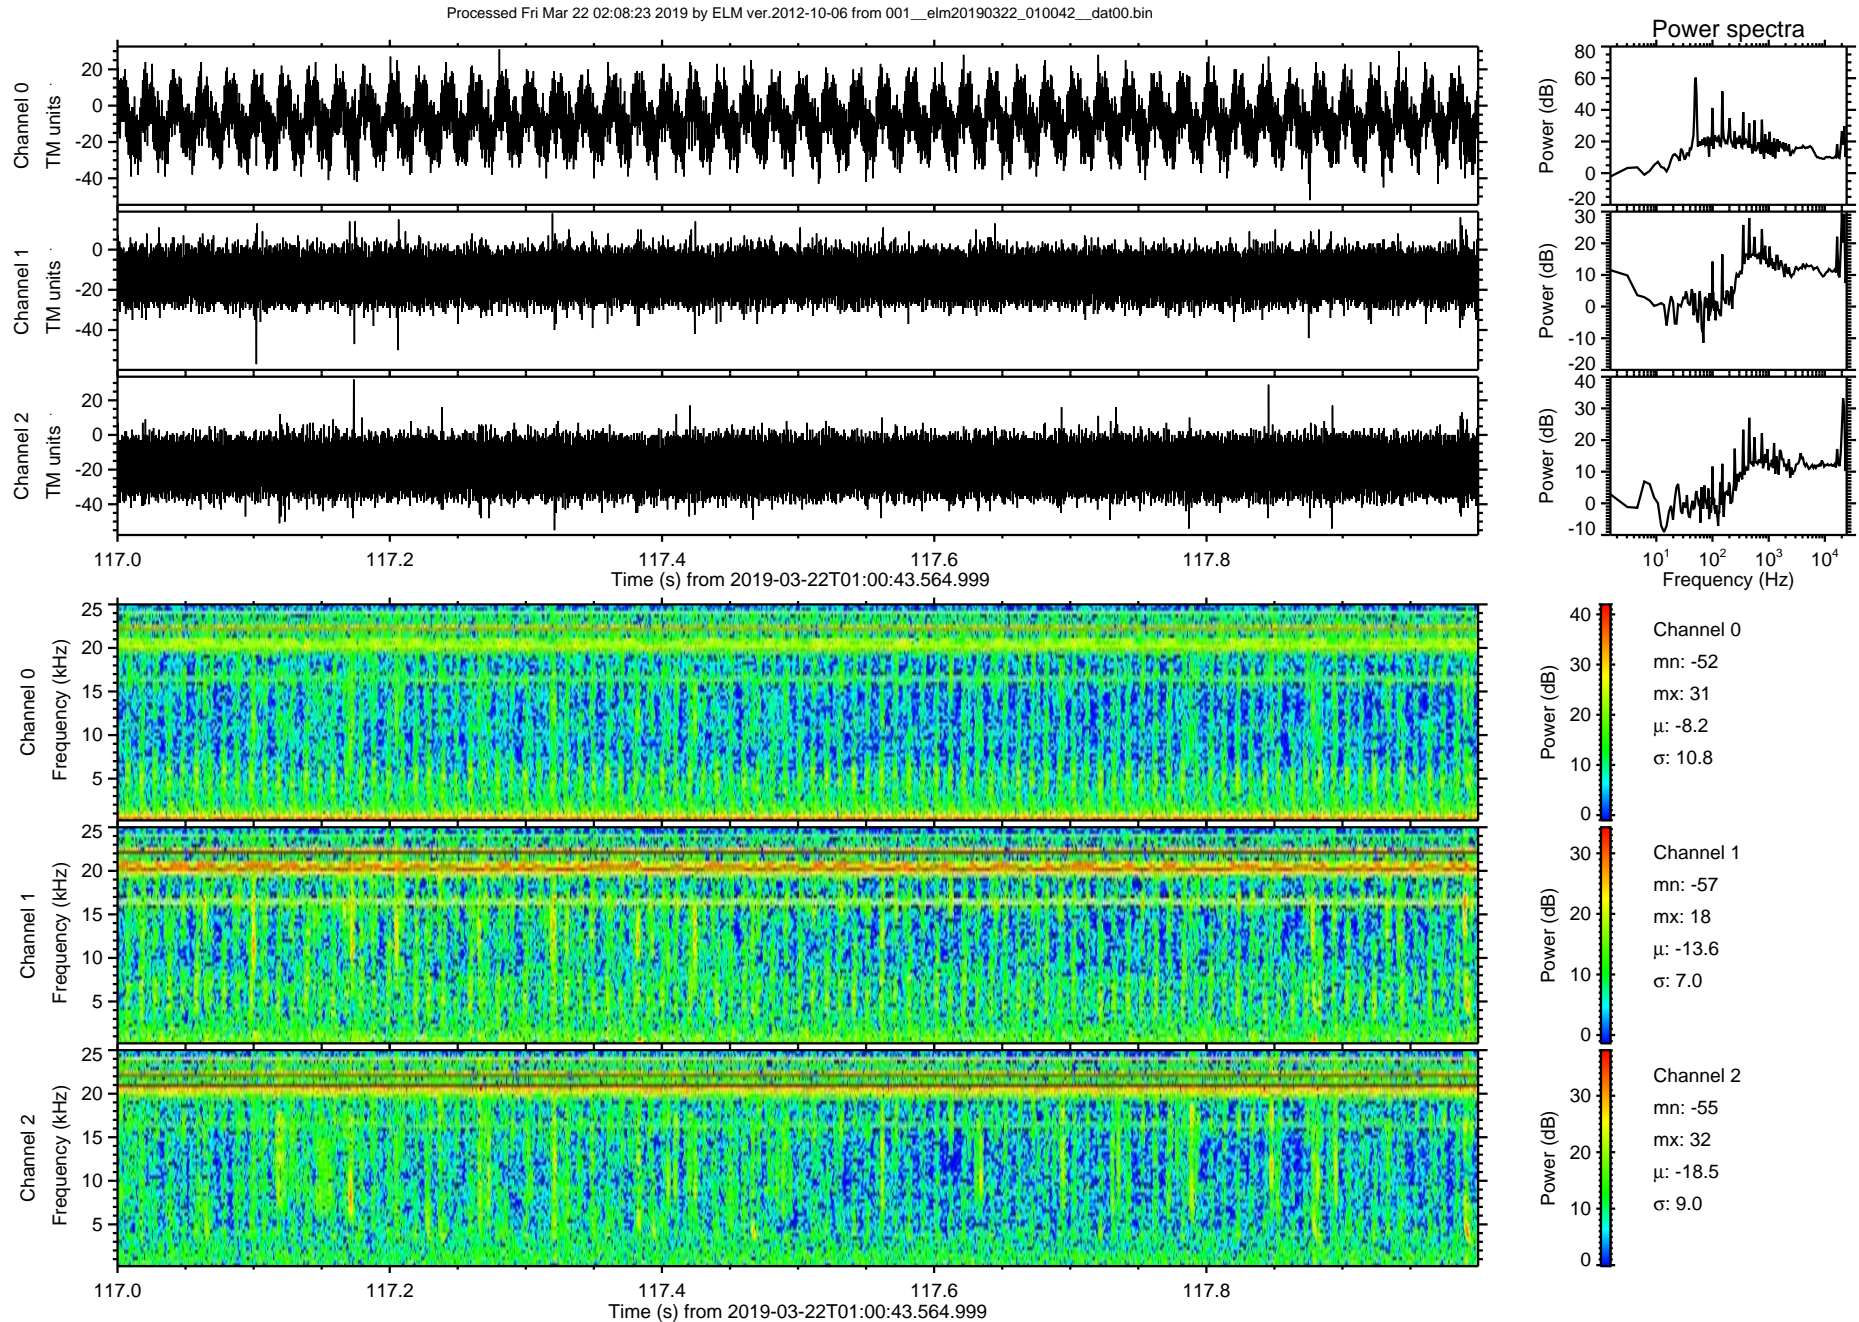 Processed Fri Mar 22 02:08:23 2019 by ELM ver.2012-10-06 from 001__elm20190322_010042__dat00.bin
Power spectra
Channel 0
TM units
20
0
-20
-40
Power (dB)
80
60
40
20
0
-20
Channel 1
TM units
0
-20
-40
Power (dB)
30
20
10
0
-10
-20
Channel 2
TM units
20
0
-20
-40
Power (dB)
40
30
20
10
0
-10
117.0 117.2 117.4 117.6 117.8
Time (s) from 2019-03-22T01:00:43.564.999
10¹ 10² 10³ 10⁴
Frequency (Hz)
Channel 0
Frequency (kHz)
25
20
15
10
5
Power (dB)
40
30
20
10
0
Channel 0
mn: -52
mx: 31
μ: -8.2
σ: 10.8
Channel 1
Frequency (kHz)
25
20
15
10
5
Power (dB)
30
20
10
0
Channel 1
mn: -57
mx: 18
μ: -13.6
σ: 7.0
Channel 2
Frequency (kHz)
25
20
15
10
5
Power (dB)
30
20
10
0
Channel 2
mn: -55
mx: 32
μ: -18.5
σ: 9.0
117.0 117.2 117.4 117.6 117.8
Time (s) from 2019-03-22T01:00:43.564.999